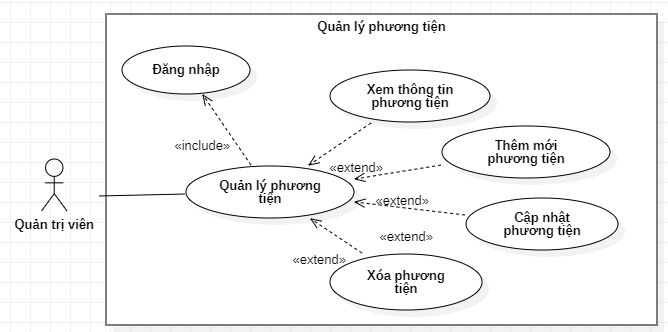 Quản lý phương tiện
Đăng nhập
Xem thông tin
phương tiện
«include»
Thêm mới
phương tiện
«extend»
Quản lý phương
tiện
«extend»
Quản trị viên
Cập nhật
phương tiện
«extend»
«extend»
Xóa phương
tiện